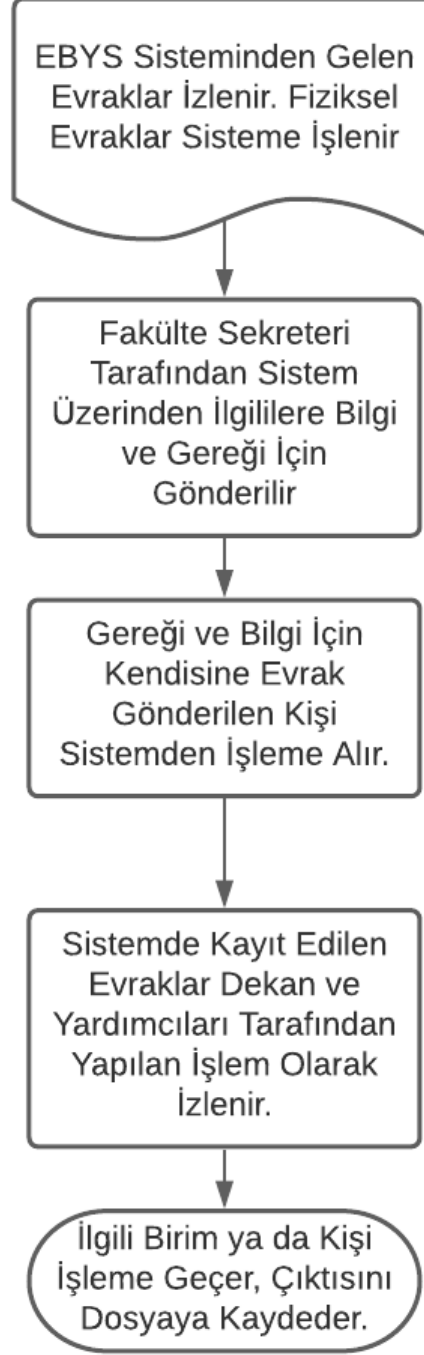 EBYS Sisteminden Gelen
Evraklar İzlenir. Fiziksel
Evraklar Sisteme İşlenir
Fakülte Sekreteri
Tarafından Sistem
Üzerinden İlgililere Bilgi
ve Gereği İçin
Gönderilir
Gereği ve Bilgi İçin
Kendisine Evrak
Gönderilen Kişi
Sistemden İşleme Alır.
Sistemde Kayıt Edilen
Evraklar Dekan ve
Yardımcıları Tarafından
Yapılan İşlem Olarak
İzlenir.
İlgili Birim ya da Kişi
İşleme Geçer, Çıktısını
Dosyaya Kaydeder.